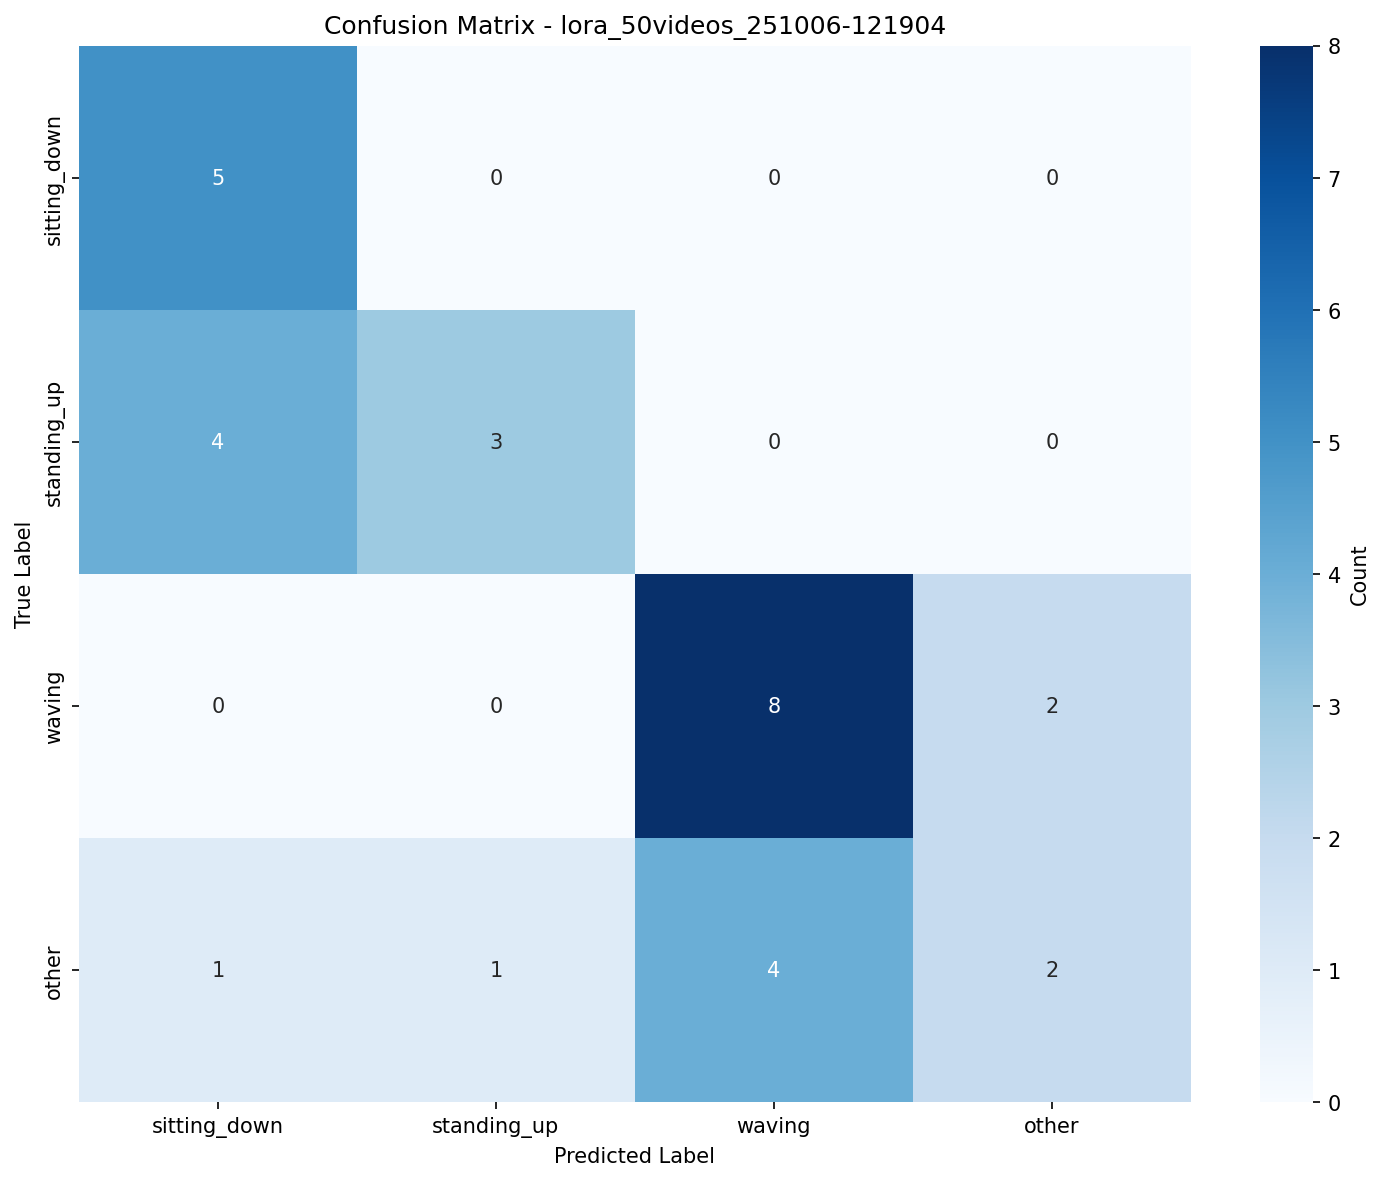 Confusion Matrix - lora_50videos_251006-121904
True Label
sitting_down
5 0 0 0
standing_up
4 3 0 0
waving
0 0 8 2
other
1 1 4 2
sitting_down standing_up waving other
Predicted Label
8
7
6
5
4
3
2
1
0
Count